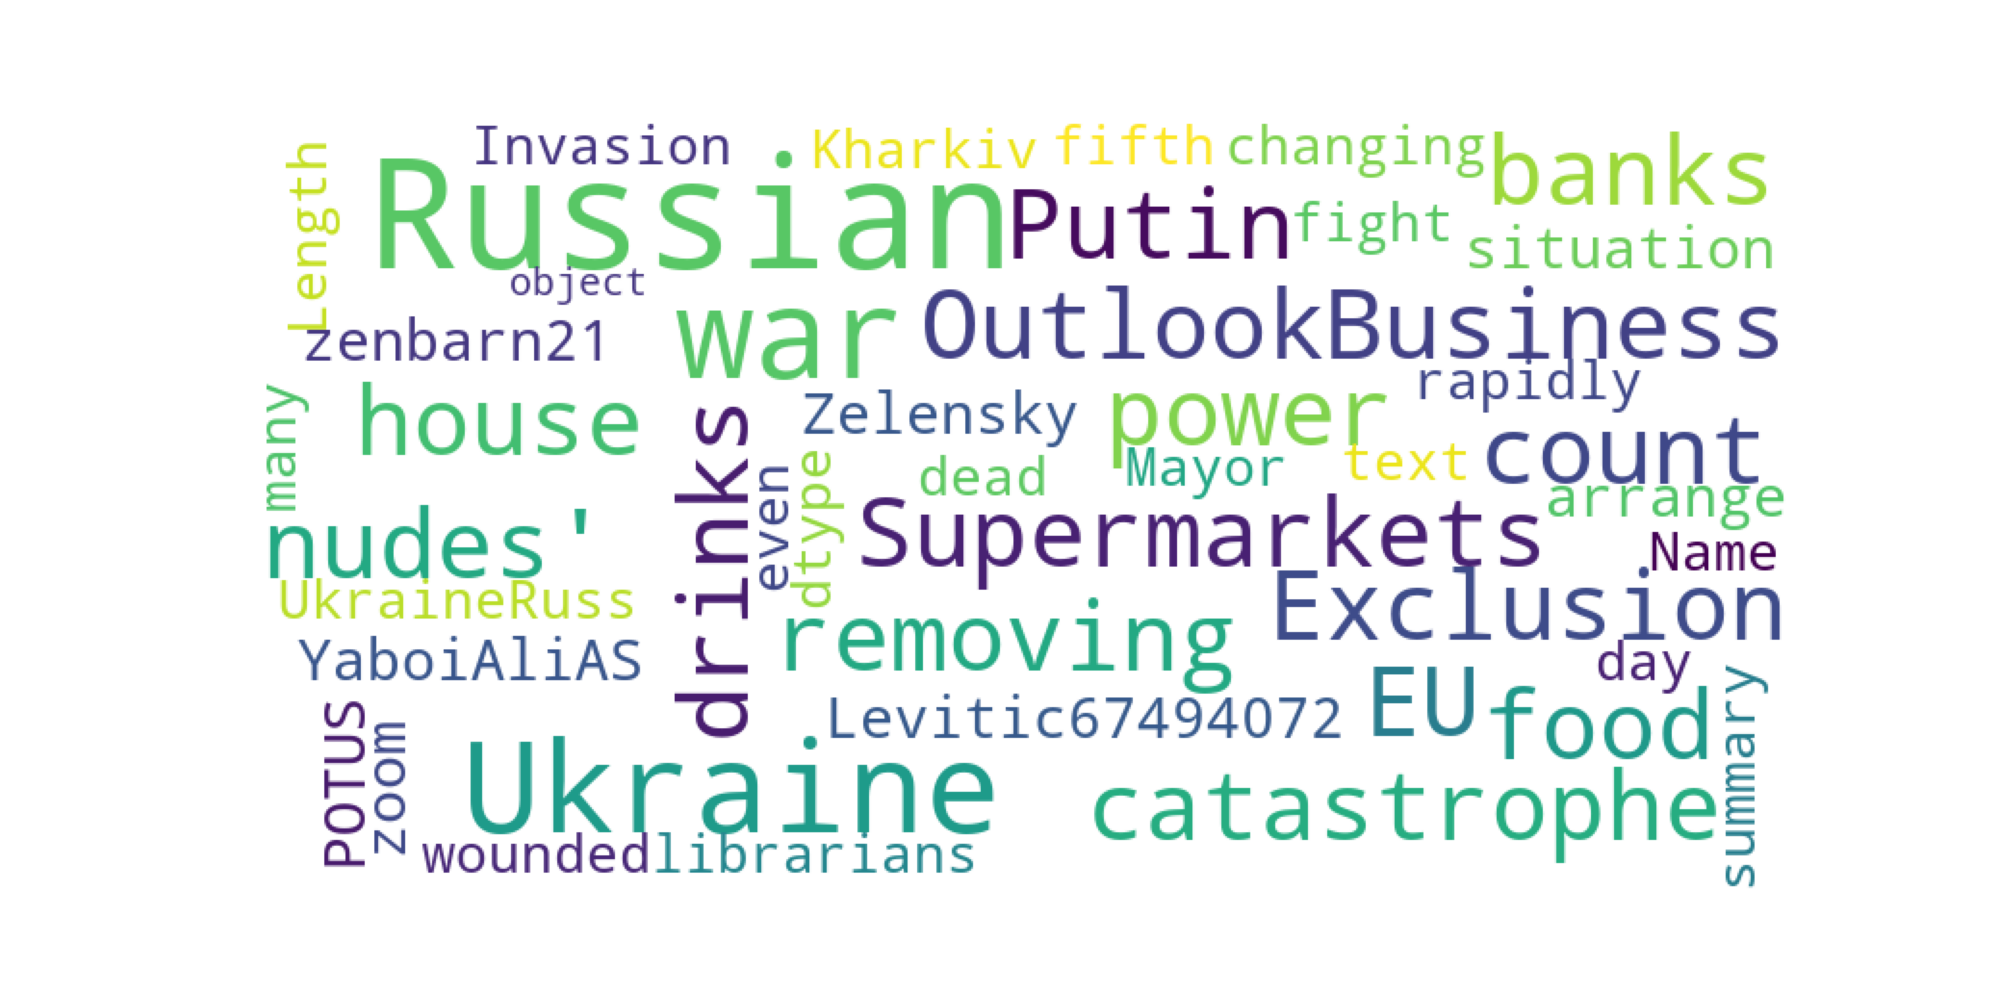 Invasion
Kharkiv
fifth
changing
banks
Length
Russian
Putin
fight
situation
object
zenbarn21
war
OutlookBusiness
rapidly
many
house
drinks
Zelensky
power
count
even
dtype
dead
Mayor
text
arrange
nudes'
Supermarkets
Name
UkraineRuss
removing
Exclusion
YaboiAliAS
day
POTUS
zoom
Levitic67494072
EU
food
summary
Ukraine
catastrophe
wounded
librarians